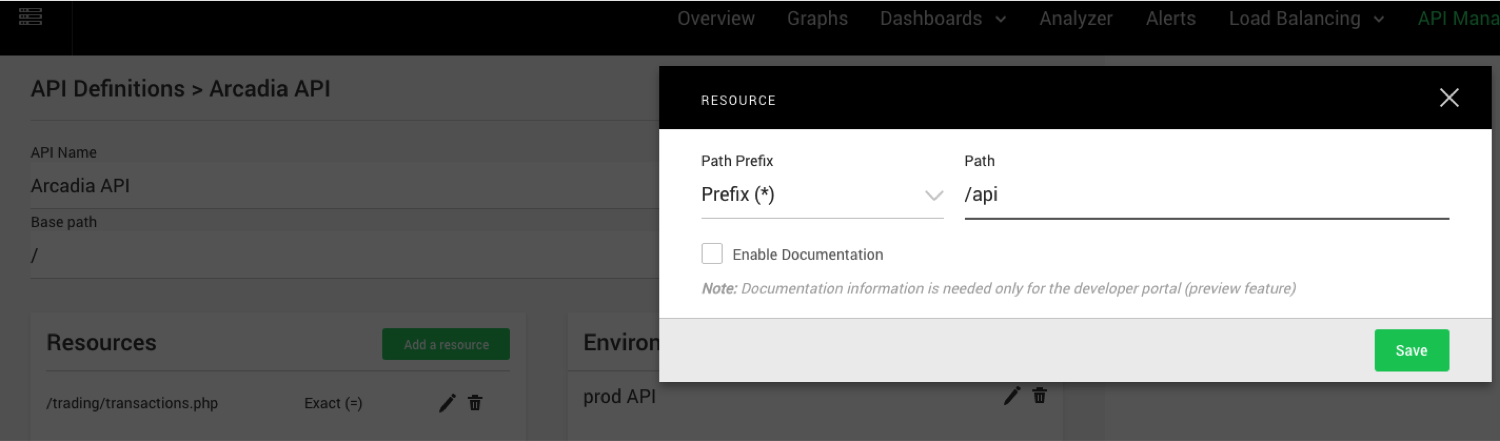 Overview Graphs Dashboards Analyzer Alerts Load Balancing API Mana
API Definitions > Arcadia API
API Name
Arcadia API
Base path
/
Resources
Add a resource
/trading/transactions.php Exact (=)
Environ
prod API
RESOURCE
Path Prefix
Prefix (*)
Path
/api
Enable Documentation
Note: Documentation information is needed only for the developer portal (preview feature)
Save